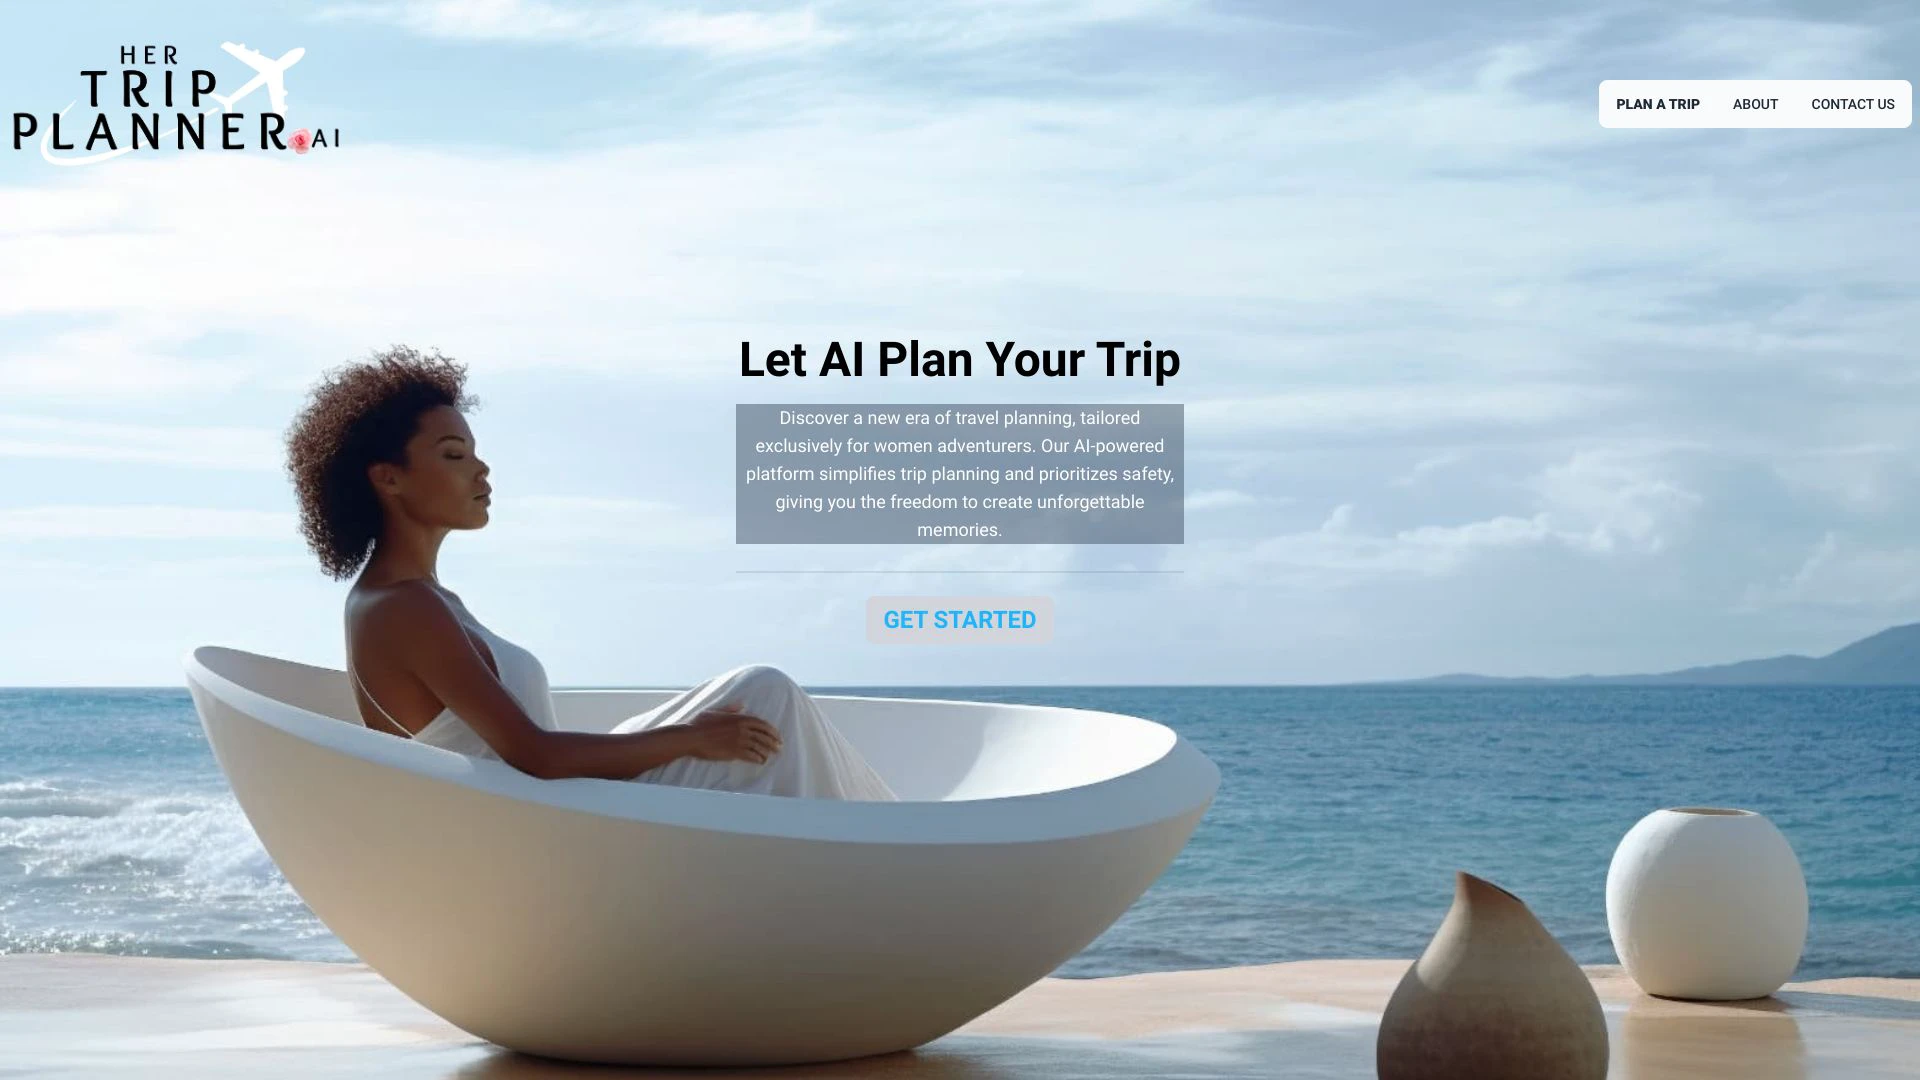 HER
TRIP
PLANNER.AI
PLAN A TRIP
ABOUT
CONTACT US
Let AI Plan Your Trip
Discover a new era of travel planning, tailored
exclusively for women adventurers. Our AI-powered
platform simplifies trip planning and prioritizes safety,
giving you the freedom to create unforgettable
memories.
GET STARTED